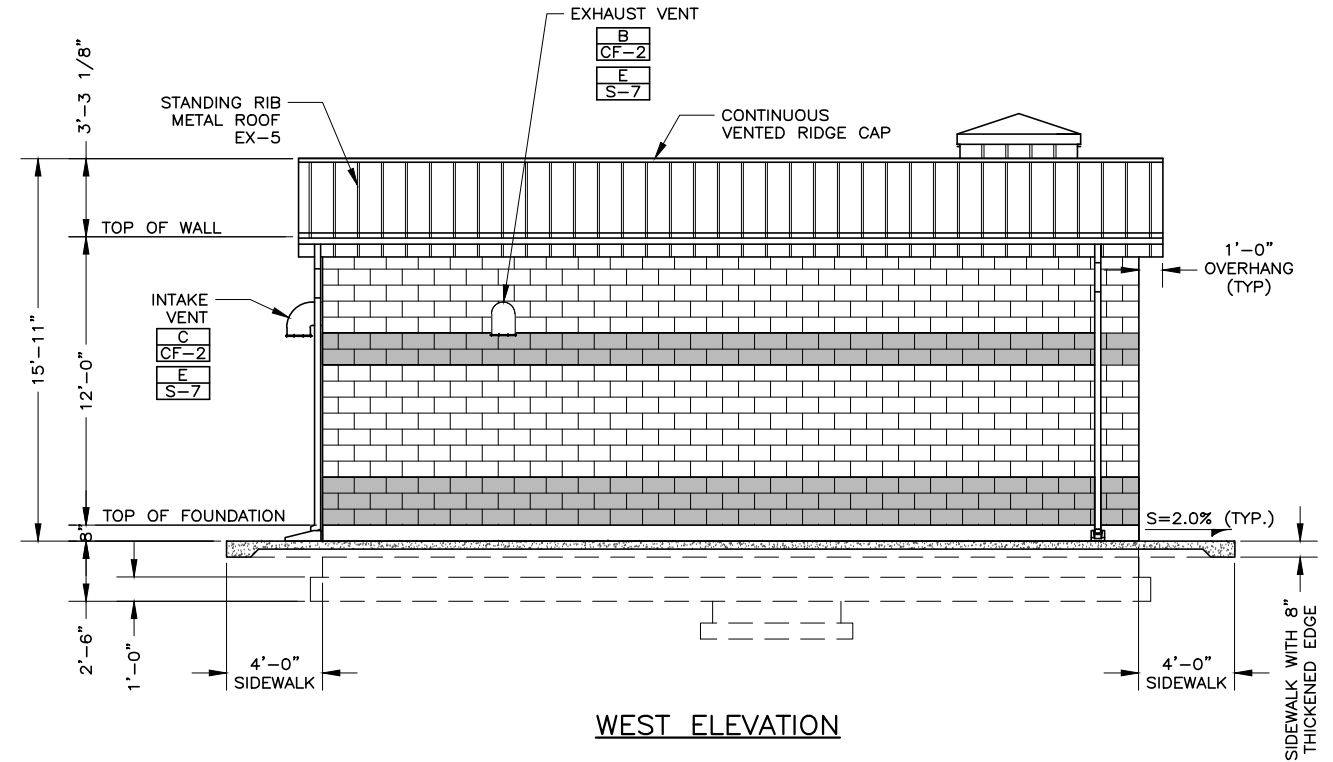 EXHAUST VENT
B
CF-2
E
S-7
STANDING RIB
METAL ROOF
EX-5
CONTINUOUS
VENTED RIDGE CAP
3'-3 1/8"
TOP OF WALL
1'-0"
OVERHANG
(TYP)
INTAKE
VENT
C
CF-2
E
S-7
15'-11"
12'-0"
TOP OF FOUNDATION
8"
S=2.0% (TYP.)
2'-6"
1'-0"
4'-0"
SIDEWALK
4'-0"
SIDEWALK
SIDEWALK WITH 8"
THICKENED EDGE
WEST ELEVATION